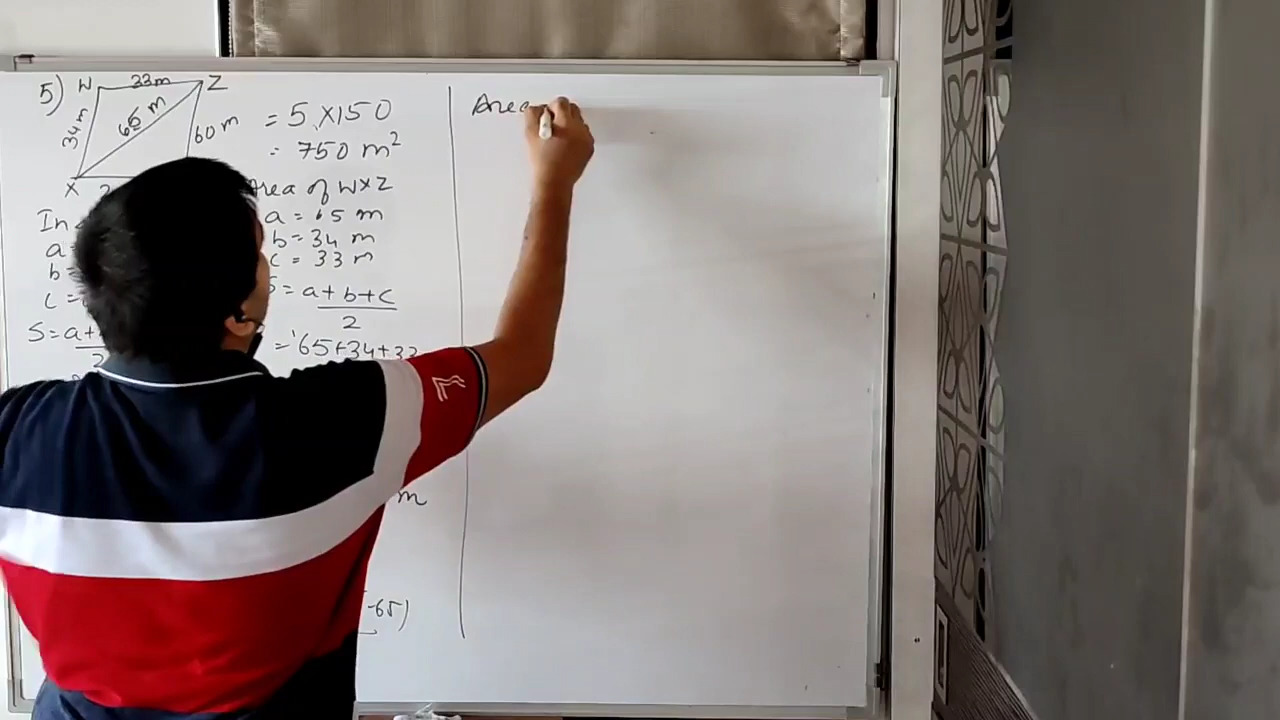 5) W 33m Z
34 m
65 m
60 m
X 2
In
a =
b =
c =
S = a+
2
= 5 × 150
= 750 m²
Area of WXZ
a = 65 m
b = 34 m
c = 33 m
S = a + b + c
2
= 65+34+33
m
-65)
Area